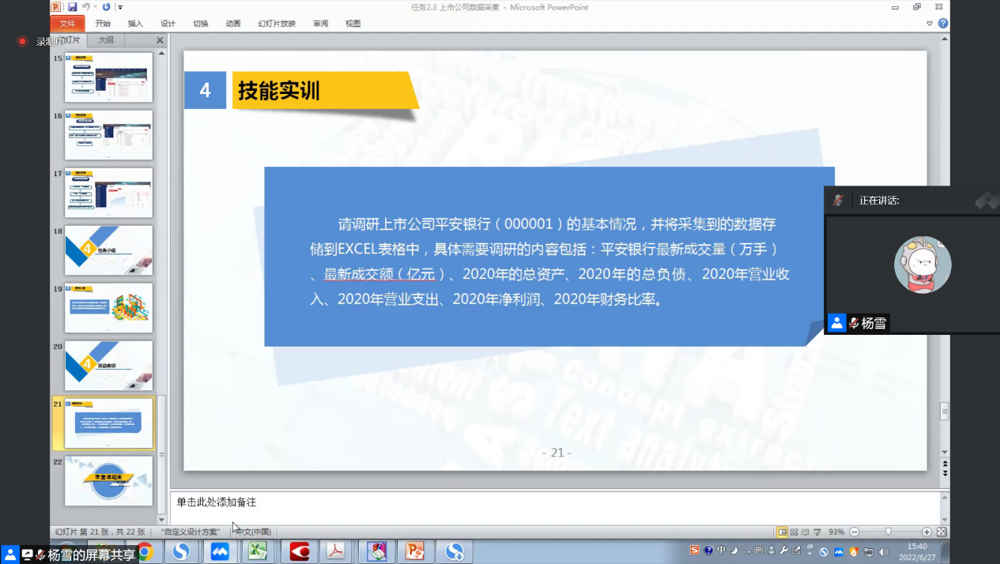 任务2.3 上市公司数据采集 - Microsoft PowerPoint
文件 开始 插入 设计 切换 动画 幻灯片放映 审阅 视图
录制中
幻灯片 大纲
15
16
17
18
4 任务小结
19
20
4 技能实训
21
22
本堂课结束
4 技能实训
请调研上市公司平安银行（000001）的基本情况，并将采集到的数据存
储到EXCEL表格中，具体需要调研的内容包括：平安银行最新成交量（万手）
、最新成交额（亿元）、2020年的总资产、2020年的总负债、2020年营业收
入、2020年营业支出、2020年净利润、2020年财务比率。
- 21 -
正在讲话:
杨雪
单击此处添加备注
幻灯片 第 21 张，共 22 张 "自定义设计方案" 中文(中国) 93%
杨雪的屏幕共享
中
15:40
2022/6/27